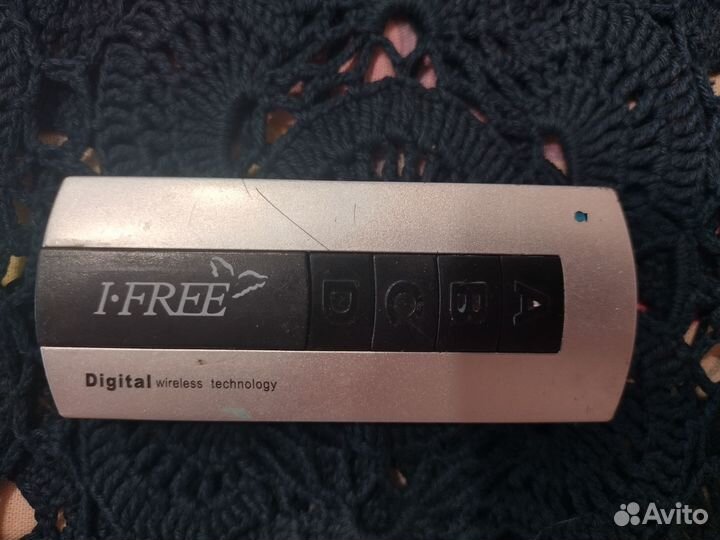 I·FREE
D C B A
Digital wireless technology
Avito